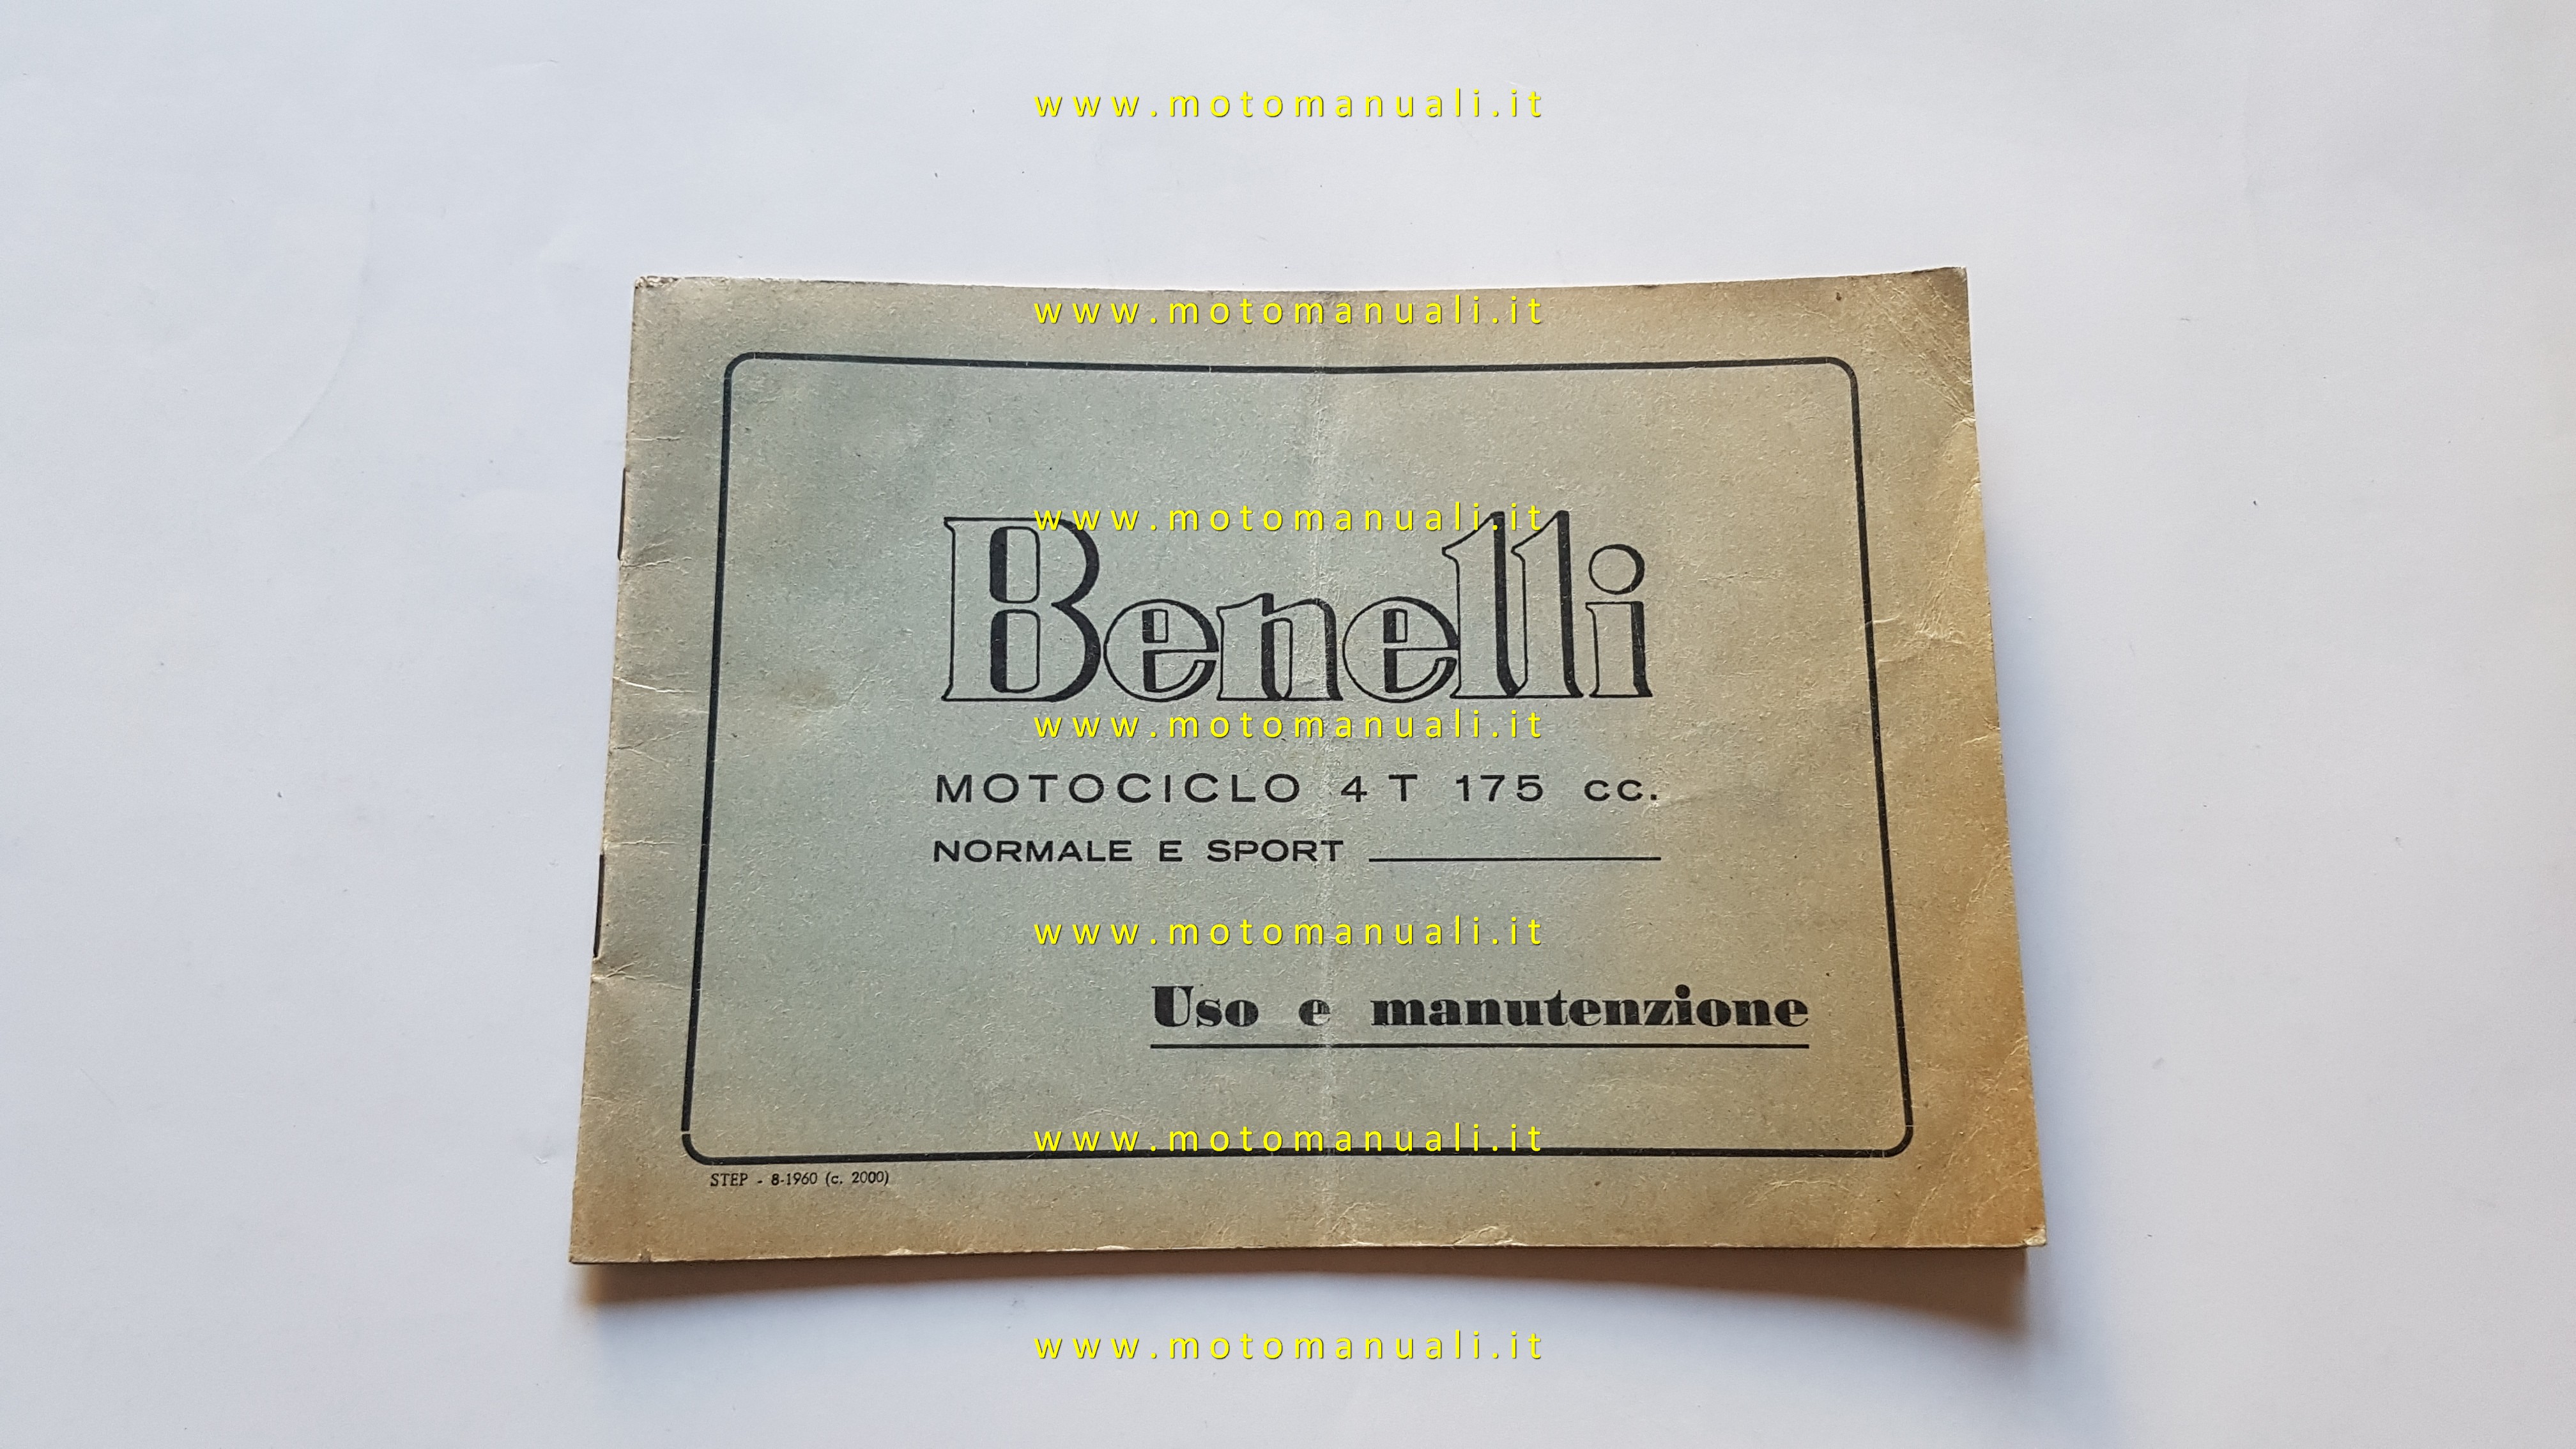 www.motomanuali.it
www.motomanuali.it
www.motomanuali.it
Benelli
www.motomanuali.it
MOTOCICLO 4T 175 cc.
NORMALE E SPORT
www.motomanuali.it
Uso e manutenzione
www.motomanuali.it
STEP - 8-1960 (c. 2000)
www.motomanuali.it